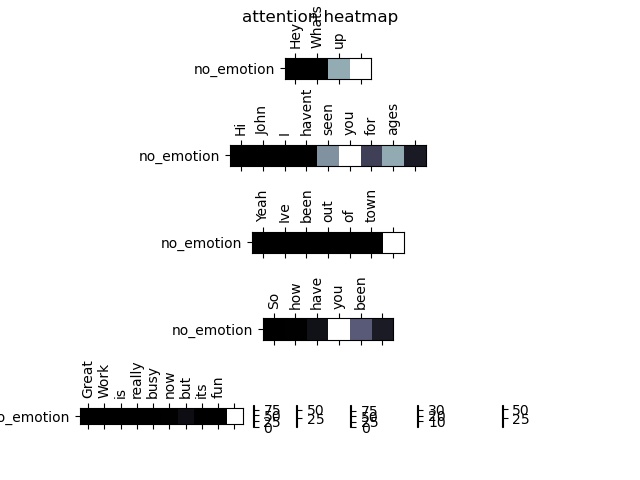 attention heatmap
Hey Whats up
no_emotion
Hi John I havent seen you for ages
no_emotion
Yeah Ive been out of town
no_emotion
So how have you been
no_emotion
Great Work is really busy now but its fun
o_emotion
75 50 75 30 50
50 25 50 20 25
25 25 10
0 0